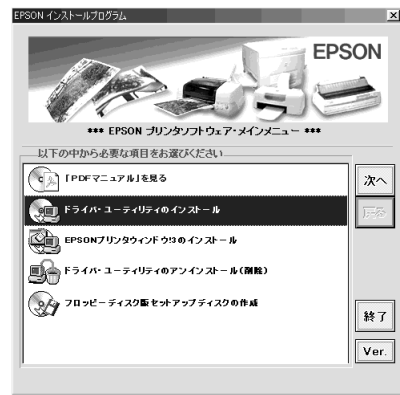 EPSON インストールプログラム
EPSON
*** EPSON プリンタソフトウェア・メインメニュー ***
以下の中から必要な項目をお選びください
「PDFマニュアル」を見る
ドライバ・ユーティリティのインストール
EPSONプリンタウィンドウ!3のインストール
ドライバ・ユーティリティのアンインストール(削除)
フロッピーディスク版セットアップディスクの作成
次へ
戻る
終了
Ver.